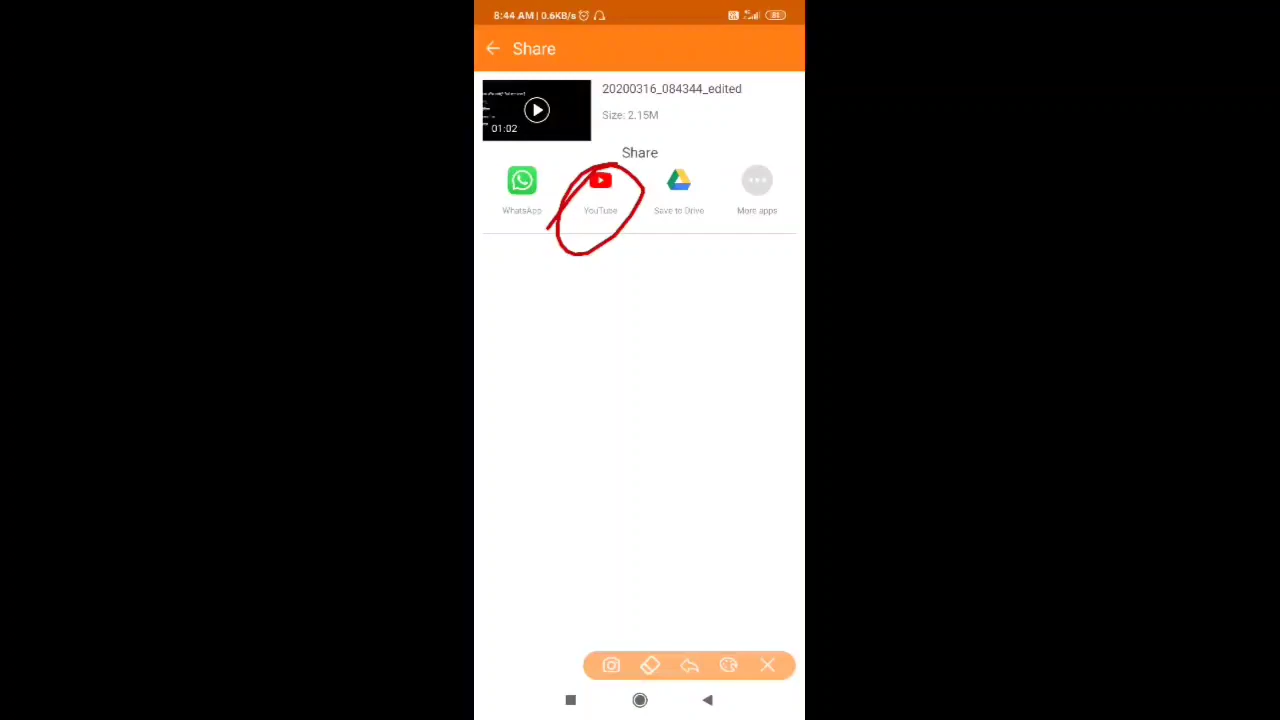 8:44 AM | 0.6KB/s
Share
20200316_084344_edited
Size: 2.15M
01:02
Share
WhatsApp YouTube Save to Drive More apps